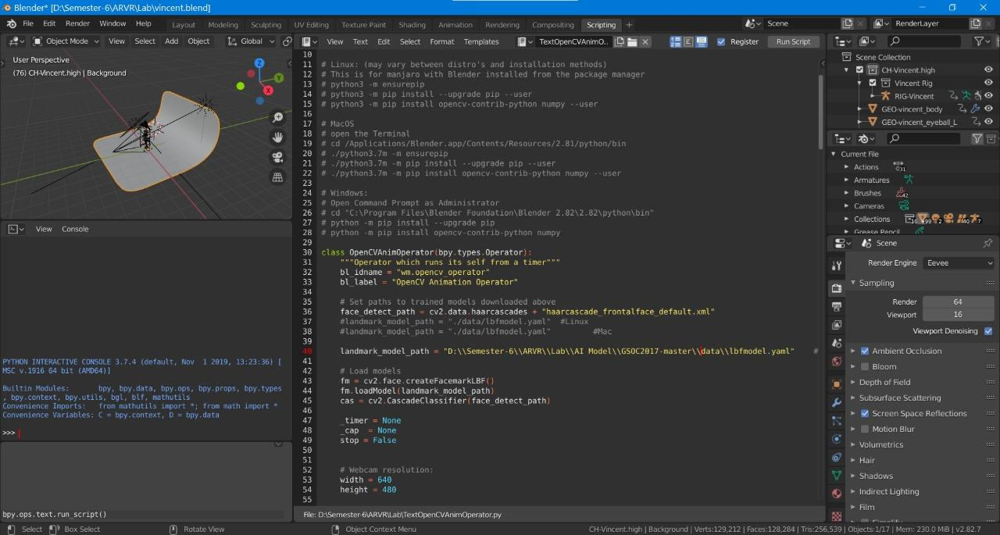 Blender* [D:\Semester-6\ARVR\Lab\vincent.blend]
File Edit Render Window Help Layout Modeling Sculpting UV Editing Texture Paint Shading Animation Rendering Compositing Scripting + Scene RenderLayer
Object Mode View Select Add Object Global
View Text Edit Select Format Templates TextOpenCVAnimO.. Register Run Script
User Perspective
(76) CH-Vincent.high | Background
Z
Y
X
View Console
PYTHON INTERACTIVE CONSOLE 3.7.4 (default, Nov  1 2019, 13:23:36) [
MSC v.1916 64 bit (AMD64)]
Builtin Modules:       bpy, bpy.data, bpy.ops, bpy.props, bpy.types
, bpy.context, bpy.utils, bgl, blf, mathutils
Convenience Imports:   from mathutils import *; from math import *
Convenience Variables: C = bpy.context, D = bpy.data
>>>
bpy.ops.text.run_script()
10
11 # Linux: (may vary between distro's and installation methods)
12 # This is for manjaro with Blender installed from the package manager
13 # python3 -m ensurepip
14 # python3 -m pip install --upgrade pip --user
15 # python3 -m pip install opencv-contrib-python numpy --user
16
17 # MacOS
18 # open the Terminal
19 # cd /Applications/Blender.app/Contents/Resources/2.81/python/bin
20 # ./python3.7m -m ensurepip
21 # ./python3.7m -m pip install --upgrade pip --user
22 # ./python3.7m -m pip install opencv-contrib-python numpy --user
23
24 # Windows:
25 # Open Command Prompt as Administrator
26 # cd "C:\Program Files\Blender Foundation\Blender 2.82\2.82\python\bin"
27 # python -m pip install --upgrade pip
28 # python -m pip install opencv-contrib-python numpy
29
30 class OpenCVAnimOperator(bpy.types.Operator):
31     """Operator which runs its self from a timer"""
32     bl_idname = "wm.opencv_operator"
33     bl_label = "OpenCV Animation Operator"
34
35     # Set paths to trained models downloaded above
36     face_detect_path = cv2.data.haarcascades + "haarcascade_frontalface_default.xml"
37     #landmark_model_path = "./data/lbfmodel.yaml"  #Linux
38     #landmark_model_path = "./data/lbfmodel.yaml"         #Mac
39
40     landmark_model_path = "D:\\Semester-6\\ARVR\\Lab\\AI Model\\GSOC2017-master\\data\\lbfmodel.yaml"    #
41
42     # Load models
43     fm = cv2.face.createFacemarkLBF()
44     fm.loadModel(landmark_model_path)
45     cas = cv2.CascadeClassifier(face_detect_path)
46
47     _timer = None
48     _cap  = None
49     stop = False
50
51
52     # Webcam resolution:
53     width = 640
54     height = 480
55
File: D:\Semester-6\ARVR\Lab\TextOpenCVAnimOperator.py
Scene Collection
CH-Vincent.high
Vincent Rig
RIG-Vincent
GEO-vincent_body
GEO-vincent_eyeball_L
Current File
Actions 31
Armatures
Brushes 42
Cameras
Collections 16 99 2 40 7
Grease Pencil
Scene
Render Engine Eevee
Sampling
Render 64
Viewport 16
Viewport Denoising
Ambient Occlusion
Bloom
Depth of Field
Subsurface Scattering
Screen Space Reflections
Motion Blur
Volumetrics
Hair
Shadows
Indirect Lighting
Film
Simplify
Select Box Select Rotate View Object Context Menu CH-Vincent.high | Background | Verts:129,212 | Faces:128,284 | Tris:256,539 | Objects:1/17 | Mem: 230.0 MiB | v2.82.7